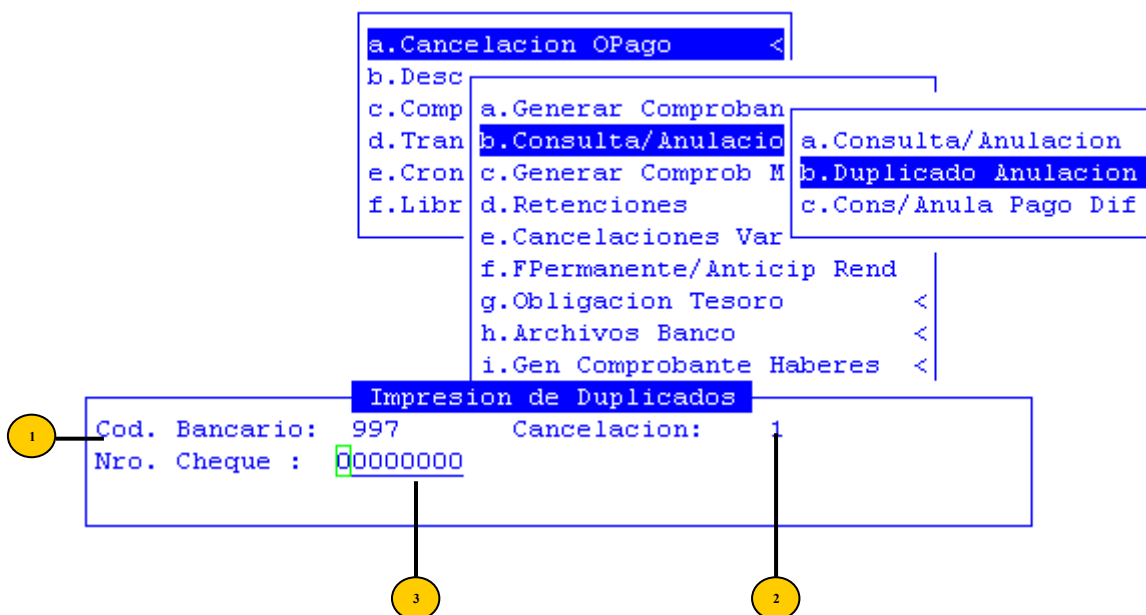 a.Cancelacion OPago <
b.Desc
c.Comp
d.Tran
e.Cron
f.Libr
a.Generar Comproban
b.Consulta/Anulacio
c.Generar Comprob M
d.Retenciones
e.Cancelaciones Var
f.FPermanente/Anticip Rend
g.Obligacion Tesoro <
h.Archivos Banco <
i.Gen Comprobante Haberes <
a.Consulta/Anulacion
b.Duplicado Anulacion
c.Cons/Anula Pago Dif
Impresion de Duplicados
Cod. Bancario: 997 Cancelacion: 1
Nro. Cheque : 00000000
1
3
2